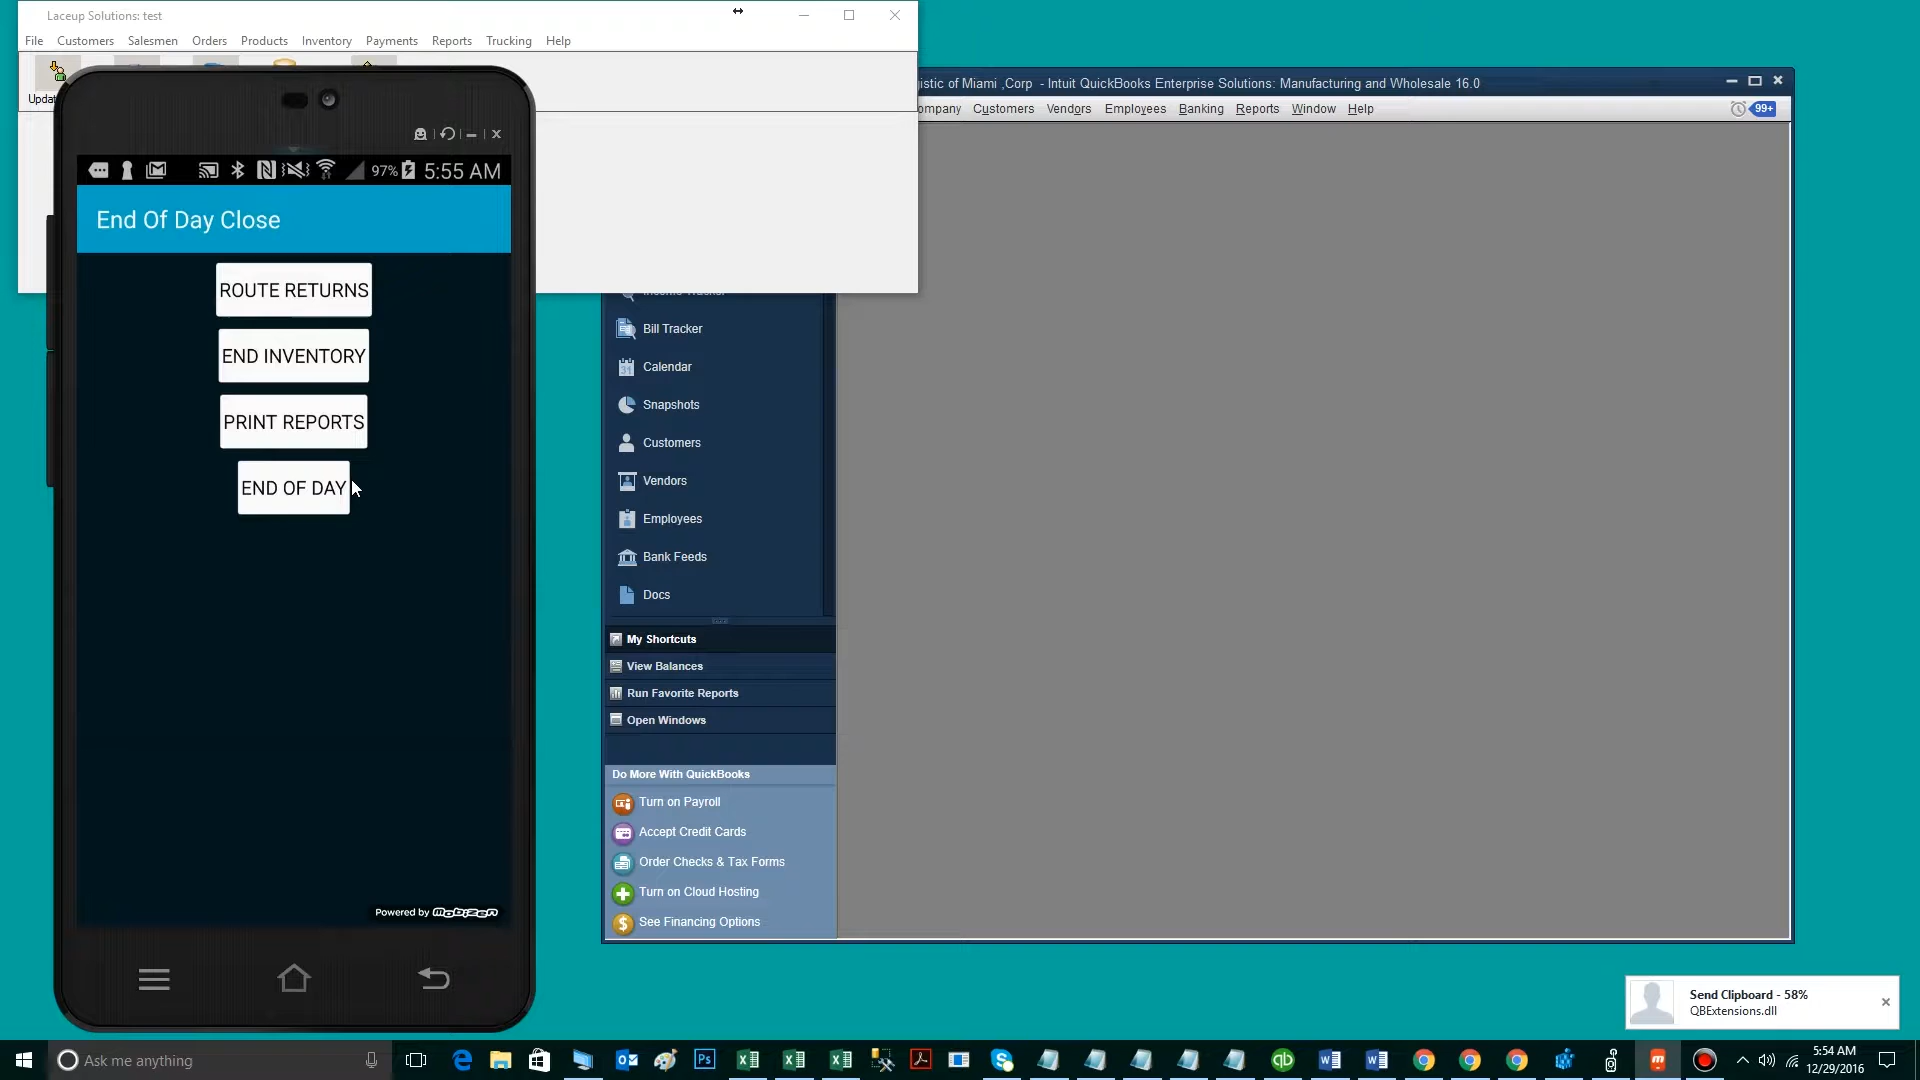 Laceup Solutions: test
File Customers Salesmen Orders Products Inventory Payments Reports Trucking Help
97% 5:55 AM
End Of Day Close
ROUTE RETURNS
END INVENTORY
PRINT REPORTS
END OF DAY
Powered by mobizen
istic of Miami ,Corp - Intuit QuickBooks Enterprise Solutions: Manufacturing and Wholesale 16.0
ompany Customers Vendors Employees Banking Reports Window Help
99+
Bill Tracker
31
Calendar
Snapshots
Customers
Vendors
Employees
Bank Feeds
Docs
My Shortcuts
View Balances
Run Favorite Reports
Open Windows
Do More With QuickBooks
Turn on Payroll
Accept Credit Cards
Order Checks & Tax Forms
Turn on Cloud Hosting
$ See Financing Options
Send Clipboard - 58%
QBExtensions.dll
Ask me anything
5:54 AM
12/29/2016